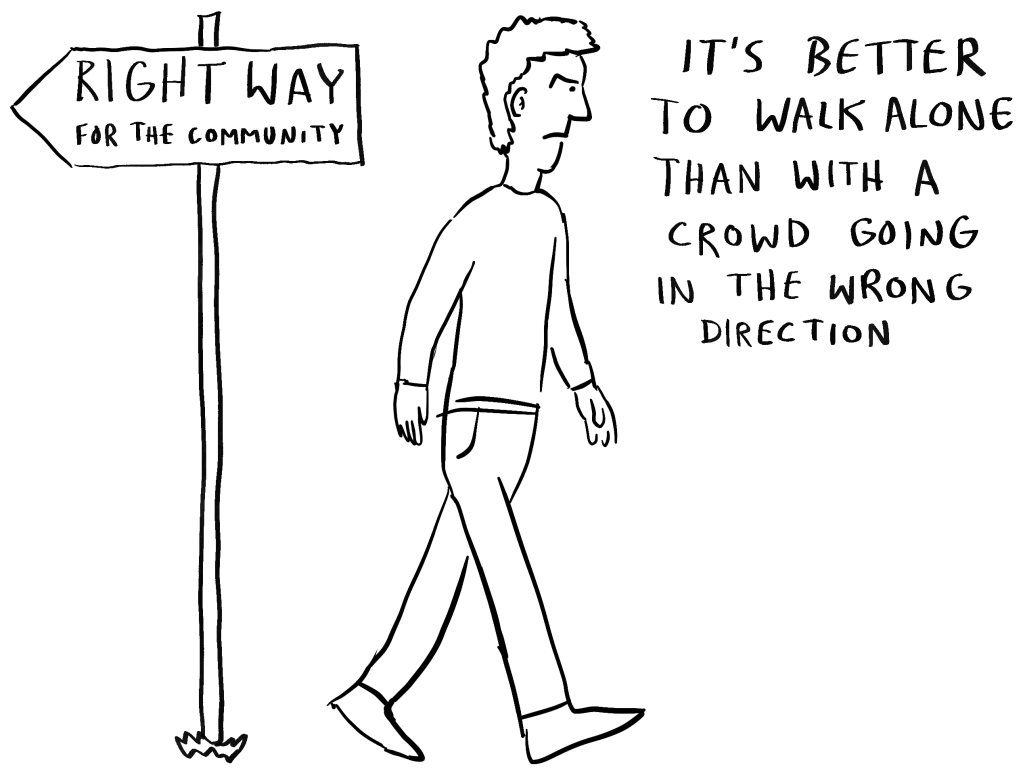 RIGHT WAY
FOR THE COMMUNITY
IT'S BETTER
TO WALK ALONE
THAN WITH A
CROWD GOING
IN THE WRONG
DIRECTION